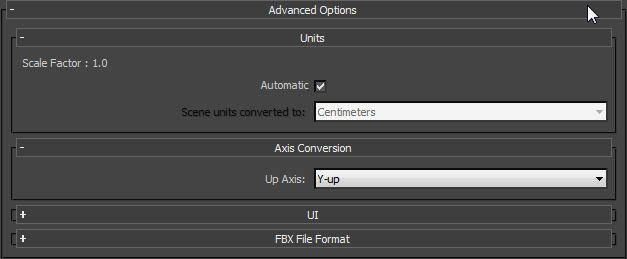 - Advanced Options
- Units
Scale Factor : 1.0
Automatic
Scene units converted to: Centimeters
- Axis Conversion
Up Axis: Y-up
+ UI
+ FBX File Format